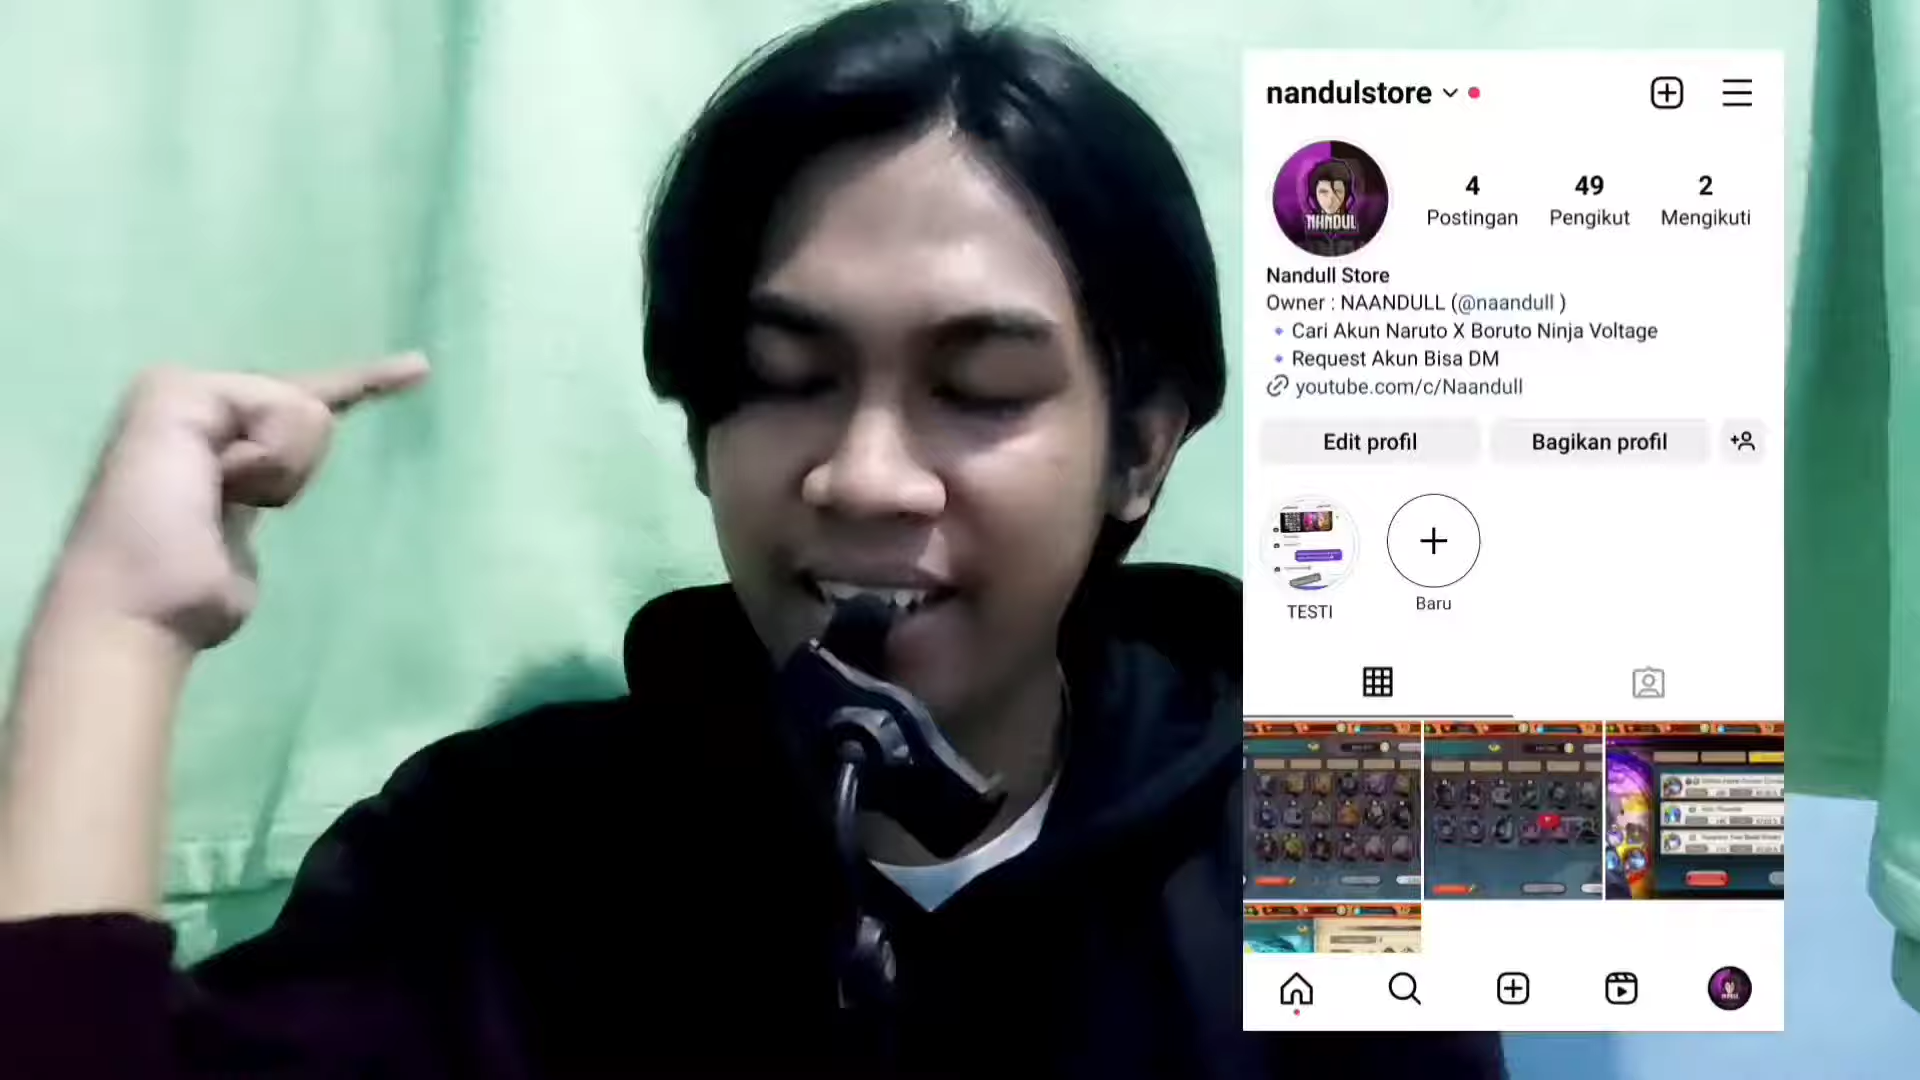 nandulstore
4 49 2
Postingan Pengikut Mengikuti
NANDUL
Nandull Store
Owner : NAANDULL (@naandull )
Cari Akun Naruto X Boruto Ninja Voltage
Request Akun Bisa DM
youtube.com/c/Naandull
Edit profil Bagikan profil
TESTI Baru